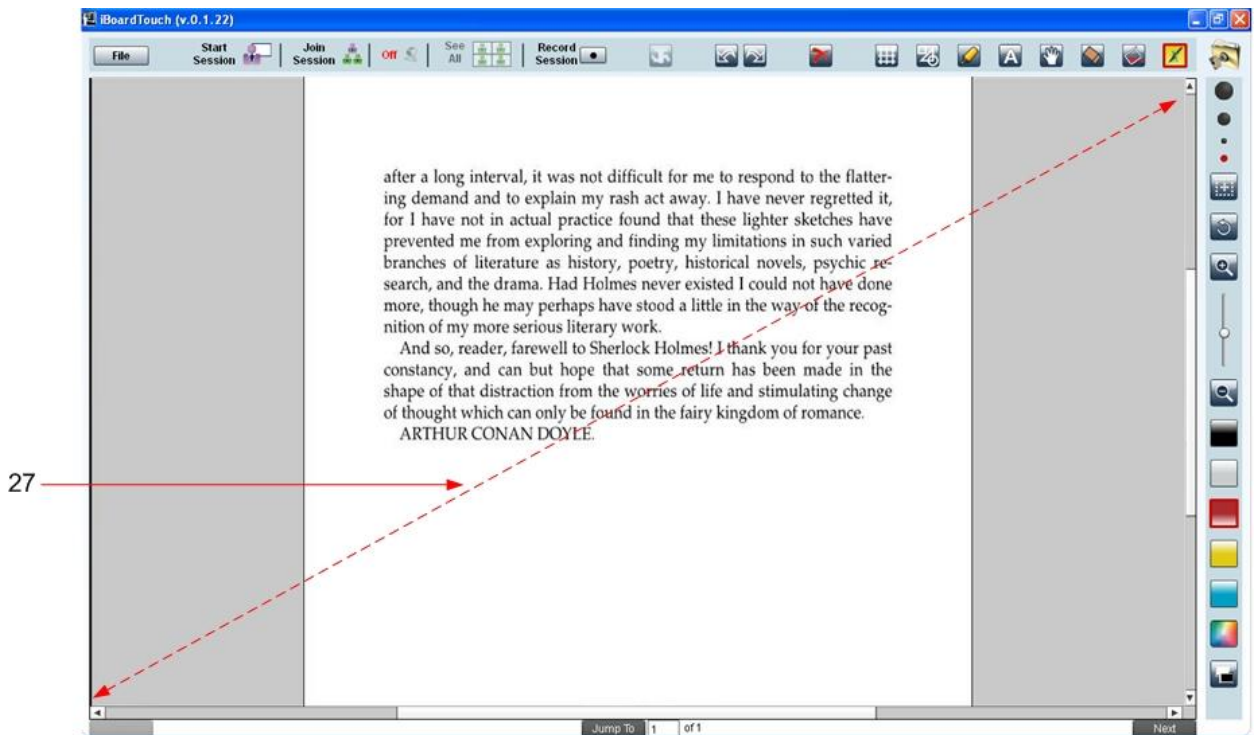 iBoardTouch (v.0.1.22)
File
Start Session
Join Session
Off
See All
Record Session
A
after a long interval, it was not difficult for me to respond to the flatter-
ing demand and to explain my rash act away. I have never regretted it,
for I have not in actual practice found that these lighter sketches have
prevented me from exploring and finding my limitations in such varied
branches of literature as history, poetry, historical novels, psychic re-
search, and the drama. Had Holmes never existed I could not have done
more, though he may perhaps have stood a little in the way of the recog-
nition of my more serious literary work.
And so, reader, farewell to Sherlock Holmes! I thank you for your past
constancy, and can but hope that some return has been made in the
shape of that distraction from the worries of life and stimulating change
of thought which can only be found in the fairy kingdom of romance.
ARTHUR CONAN DOYLE.
27
Jump To 1 of 1
Next